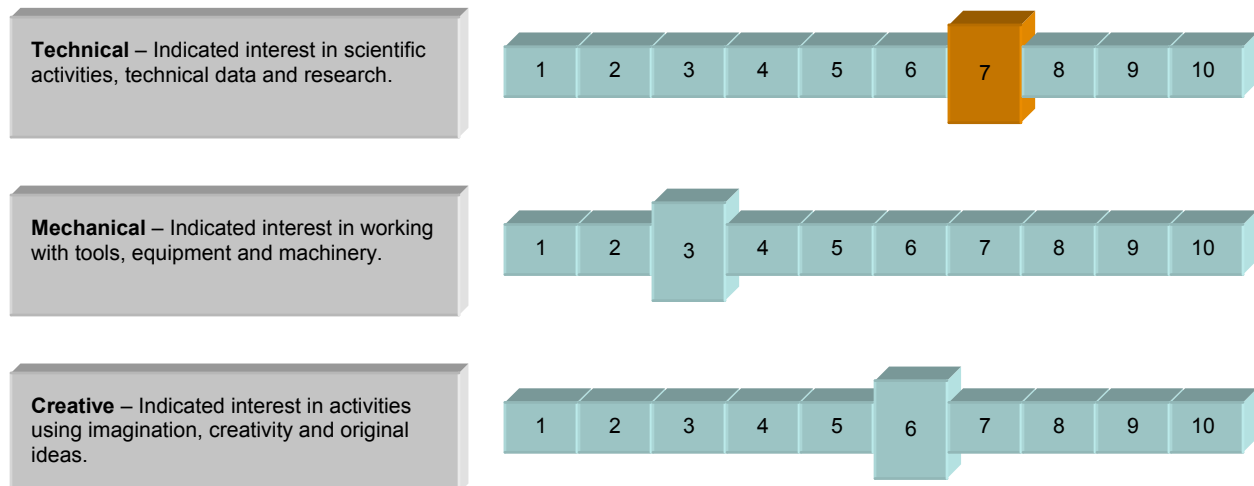 Technical – Indicated interest in scientific
activities, technical data and research.
1 2 3 4 5 6 7 8 9 10
Mechanical – Indicated interest in working
with tools, equipment and machinery.
1 2 3 4 5 6 7 8 9 10
Creative – Indicated interest in activities
using imagination, creativity and original
ideas.
1 2 3 4 5 6 7 8 9 10